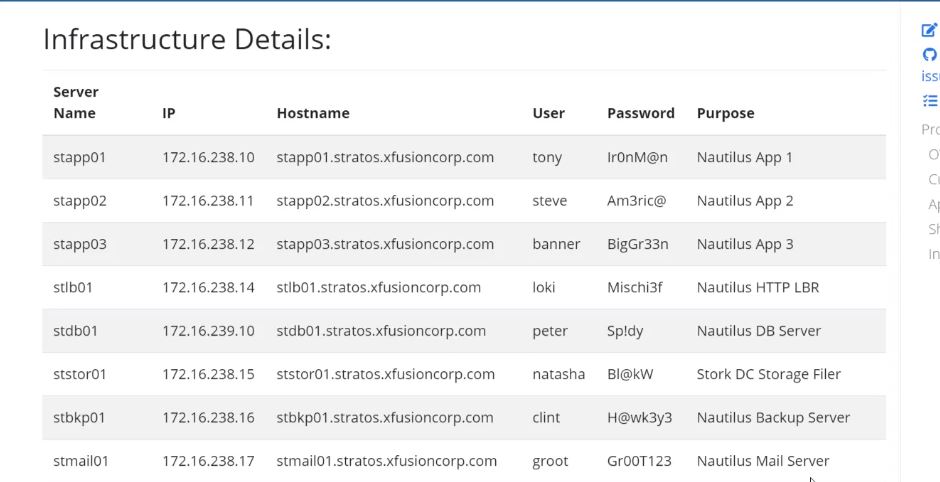 Infrastructure Details:
Server Name IP Hostname User Password Purpose
stapp01 172.16.238.10 stapp01.stratos.xfusioncorp.com tony Ir0nM@n Nautilus App 1
stapp02 172.16.238.11 stapp02.stratos.xfusioncorp.com steve Am3ric@ Nautilus App 2
stapp03 172.16.238.12 stapp03.stratos.xfusioncorp.com banner BigGr33n Nautilus App 3
stlb01 172.16.238.14 stlb01.stratos.xfusioncorp.com loki Mischi3f Nautilus HTTP LBR
stdb01 172.16.239.10 stdb01.stratos.xfusioncorp.com peter Sp!dy Nautilus DB Server
ststor01 172.16.238.15 ststor01.stratos.xfusioncorp.com natasha Bl@kW Stork DC Storage Filer
stbkp01 172.16.238.16 stbkp01.stratos.xfusioncorp.com clint H@wk3y3 Nautilus Backup Server
stmail01 172.16.238.17 stmail01.stratos.xfusioncorp.com groot Gr00T123 Nautilus Mail Server